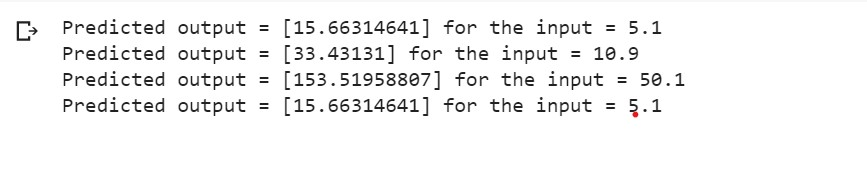 Predicted output = [15.66314641] for the input = 5.1
Predicted output = [33.43131] for the input = 10.9
Predicted output = [153.51958807] for the input = 50.1
Predicted output = [15.66314641] for the input = 5.1